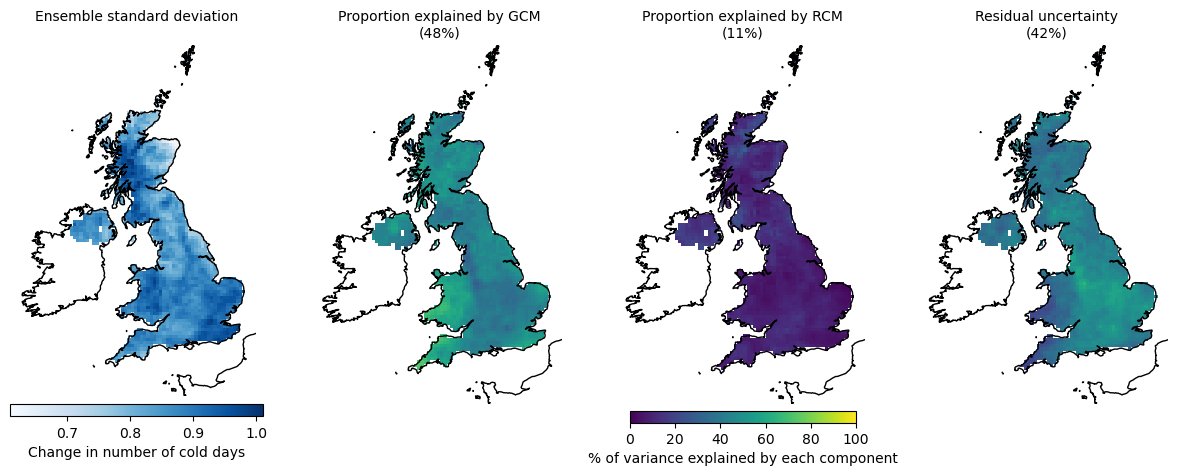 Ensemble standard deviation
Proportion explained by GCM
(48%)
Proportion explained by RCM
(11%)
Residual uncertainty
(42%)
0.7 0.8 0.9 1.0
Change in number of cold days
0 20 40 60 80 100
% of variance explained by each component